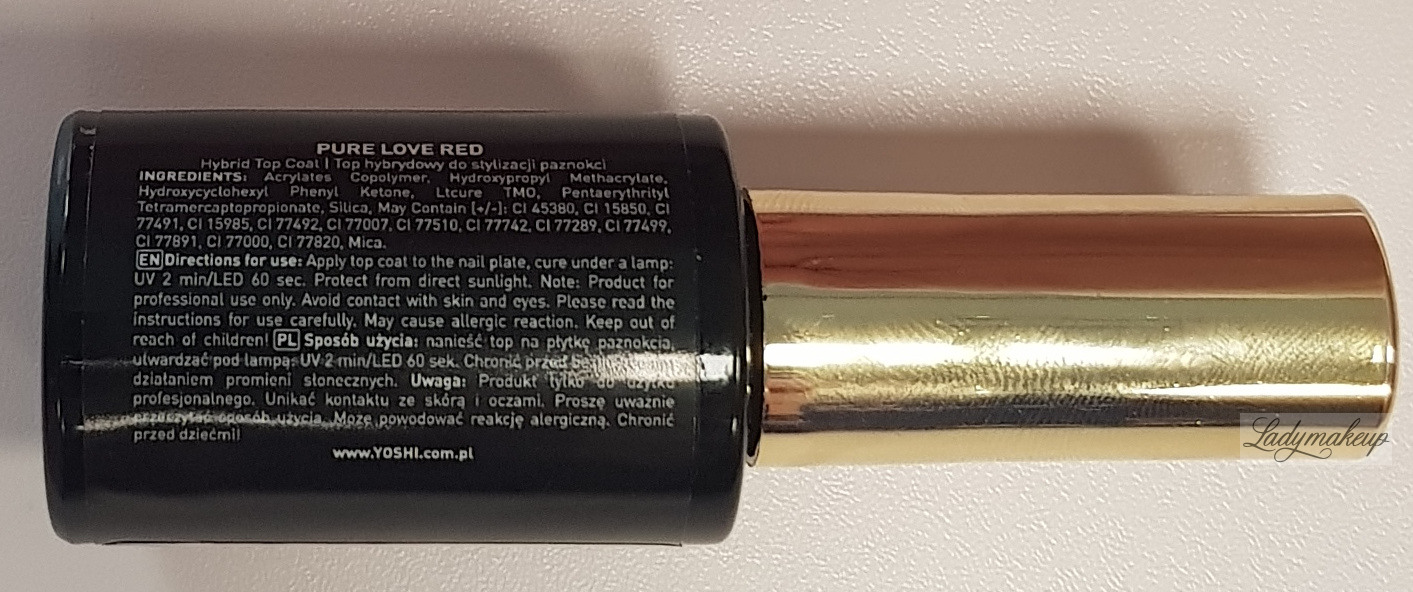 PURE LOVE RED
Hybrid Top Coat | Top hybrydowy do stylizacji paznokci
INGREDIENTS: Acrylates Copolymer, Hydroxypropyl Methacrylate,
Hydroxycyclohexyl Phenyl Ketone, Ltcure TMO, Pentaerythrityl
Tetramercaptopropionate, Silica, May Contain [+/-]: CI 45380, CI 15850, CI
77491, CI 15985, CI 77492, CI 77007, CI 77510, CI 77742, CI 77289, CI 77499,
CI 77891, CI 77000, CI 77820, Mica.
EN Directions for use: Apply top coat to the nail plate, cure under a lamp:
UV 2 min/LED 60 sec. Protect from direct sunlight. Note: Product for
professional use only. Avoid contact with skin and eyes. Please read the
instructions for use carefully. May cause allergic reaction. Keep out of
reach of children! PL Sposób użycia: nanieść top na płytkę paznokcia,
utwardzać pod lampą: UV 2 min/LED 60 sek. Chronić przed
działaniem promieni słonecznych. Uwaga: Produkt tylko do użytku
profesjonalnego. Unikać kontaktu ze skórą i oczami. Proszę uważnie
przeczytać sposób użycia. Może powodować reakcję alergiczną. Chronić
przed dziećmi!
www.YOSHI.com.pl
Ladymakeup